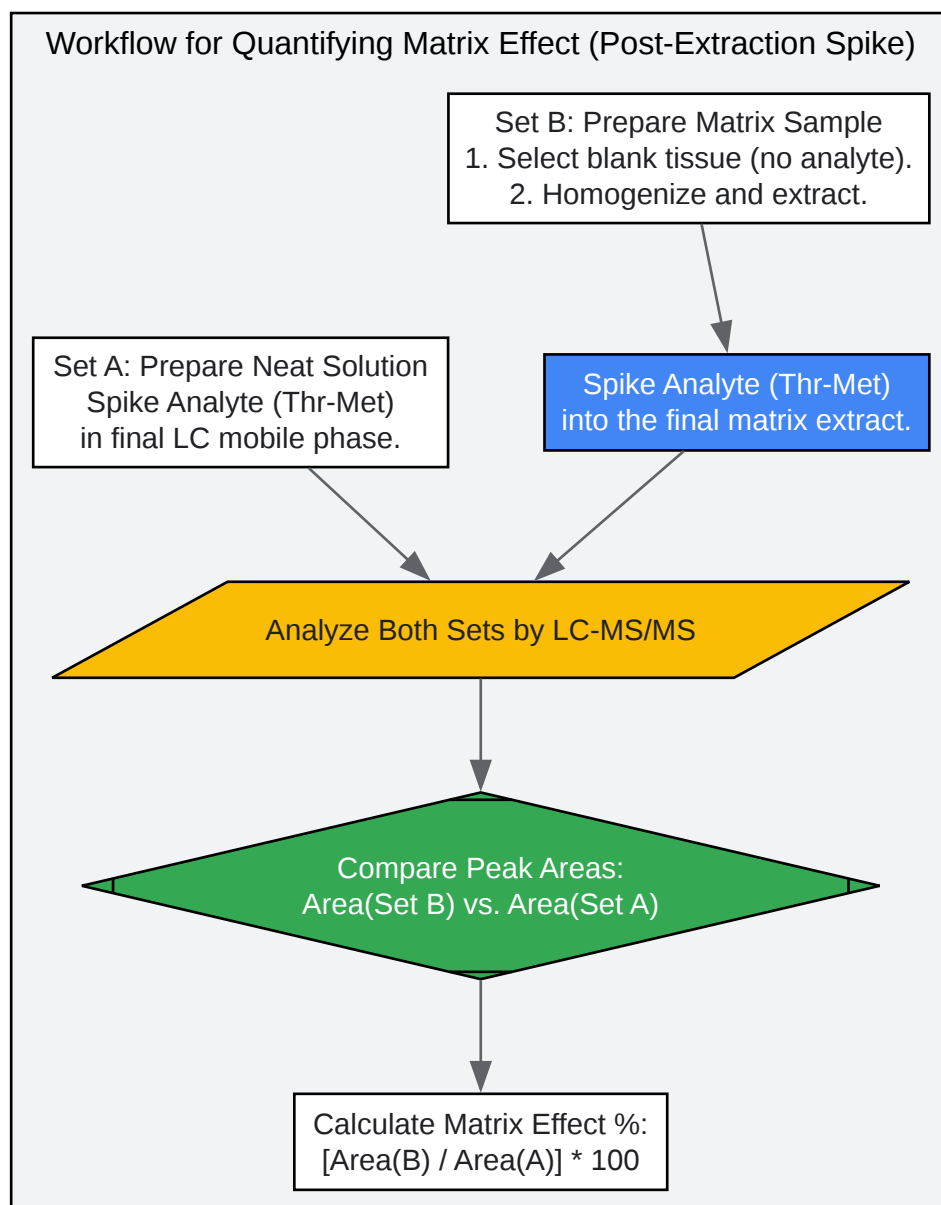 Workflow for Quantifying Matrix Effect (Post-Extraction Spike)
Set B: Prepare Matrix Sample
1. Select blank tissue (no analyte).
2. Homogenize and extract.
Set A: Prepare Neat Solution
Spike Analyte (Thr-Met)
in final LC mobile phase.
Spike Analyte (Thr-Met)
into the final matrix extract.
Analyze Both Sets by LC-MS/MS
Compare Peak Areas:
Area(Set B) vs. Area(Set A)
Calculate Matrix Effect %:
[Area(B) / Area(A)] * 100